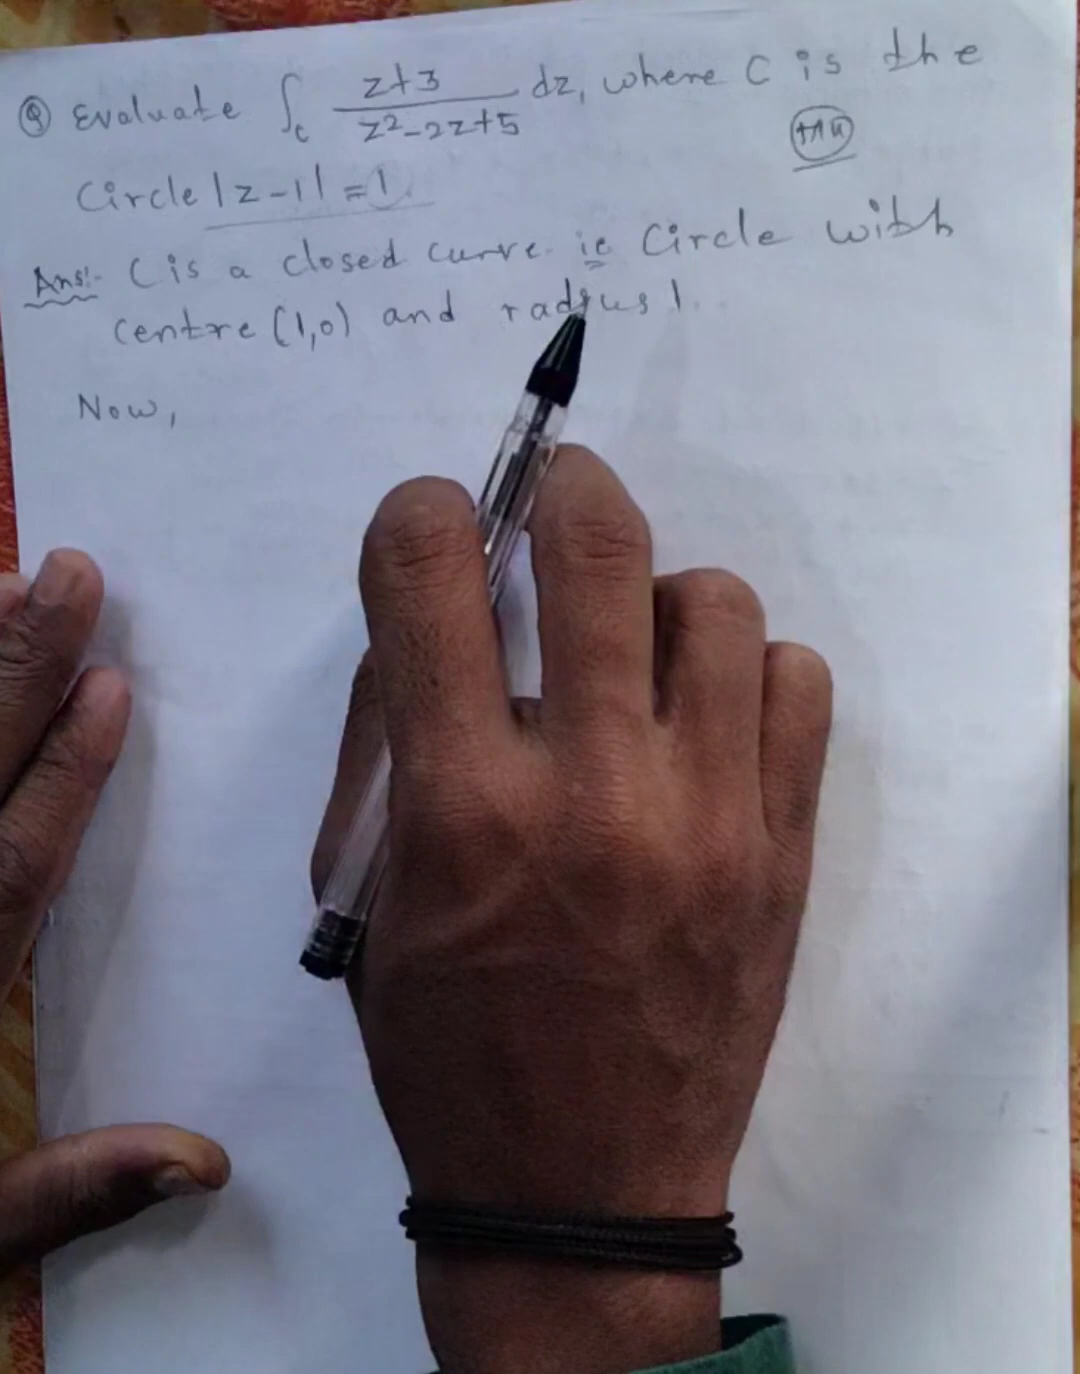 Q Evaluate ∫c z+3 / z²-2z+5 dz, where C is the
Circle |z-1| = 1.
Ans:- C is a closed curve. ie Circle with
Centre (1,0) and radius 1.
Now,